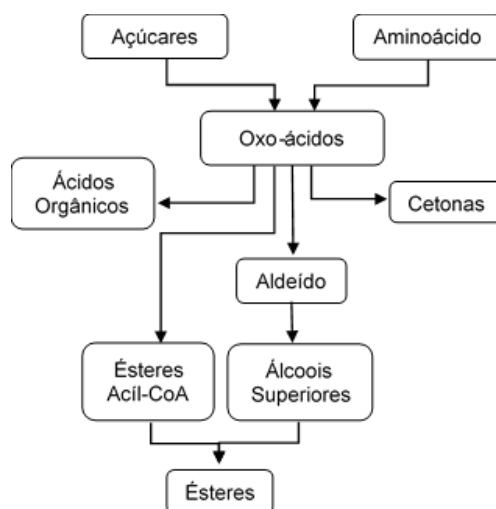 Açúcares
Aminoácido
Oxo-ácidos
Ácidos
Orgânicos
Cetonas
Aldeído
Ésteres
Acíl-CoA
Álcoois
Superiores
Ésteres